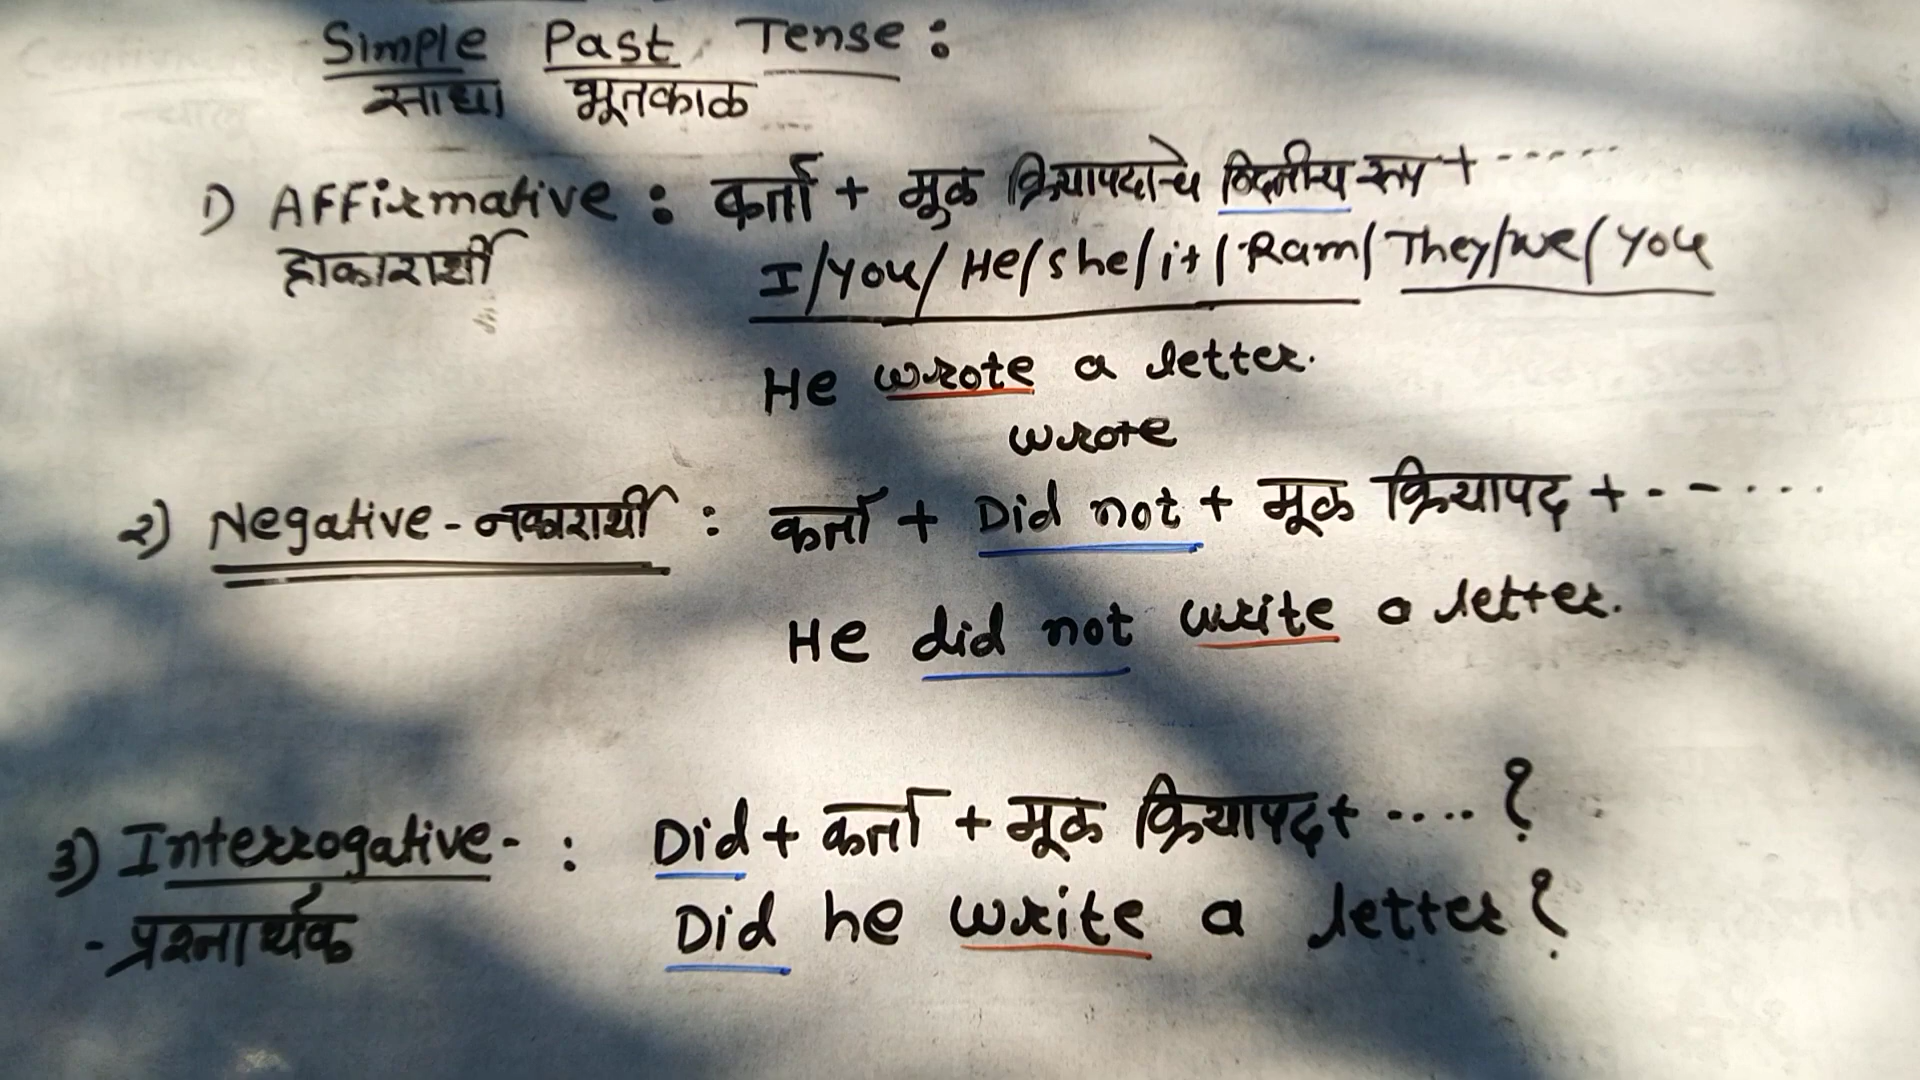 Simple Past Tense :
साधा भूतकाळ
१) Affirmative : कर्ता + मूळ क्रियापदाचे व्दितीय रूप + ------
होकारार्थी
I/You/ He/she/it/ Ram/ They/we/ you
He wrote a letter.
wrote
२) Negative - नकारार्थी : कर्ता + Did not + मूळ क्रियापद + - - ...
He did not write a letter.
3) Interrogative - : Did + कर्ता + मूळ क्रियापद + ....?
- प्रश्नार्थक
Did he write a letter?